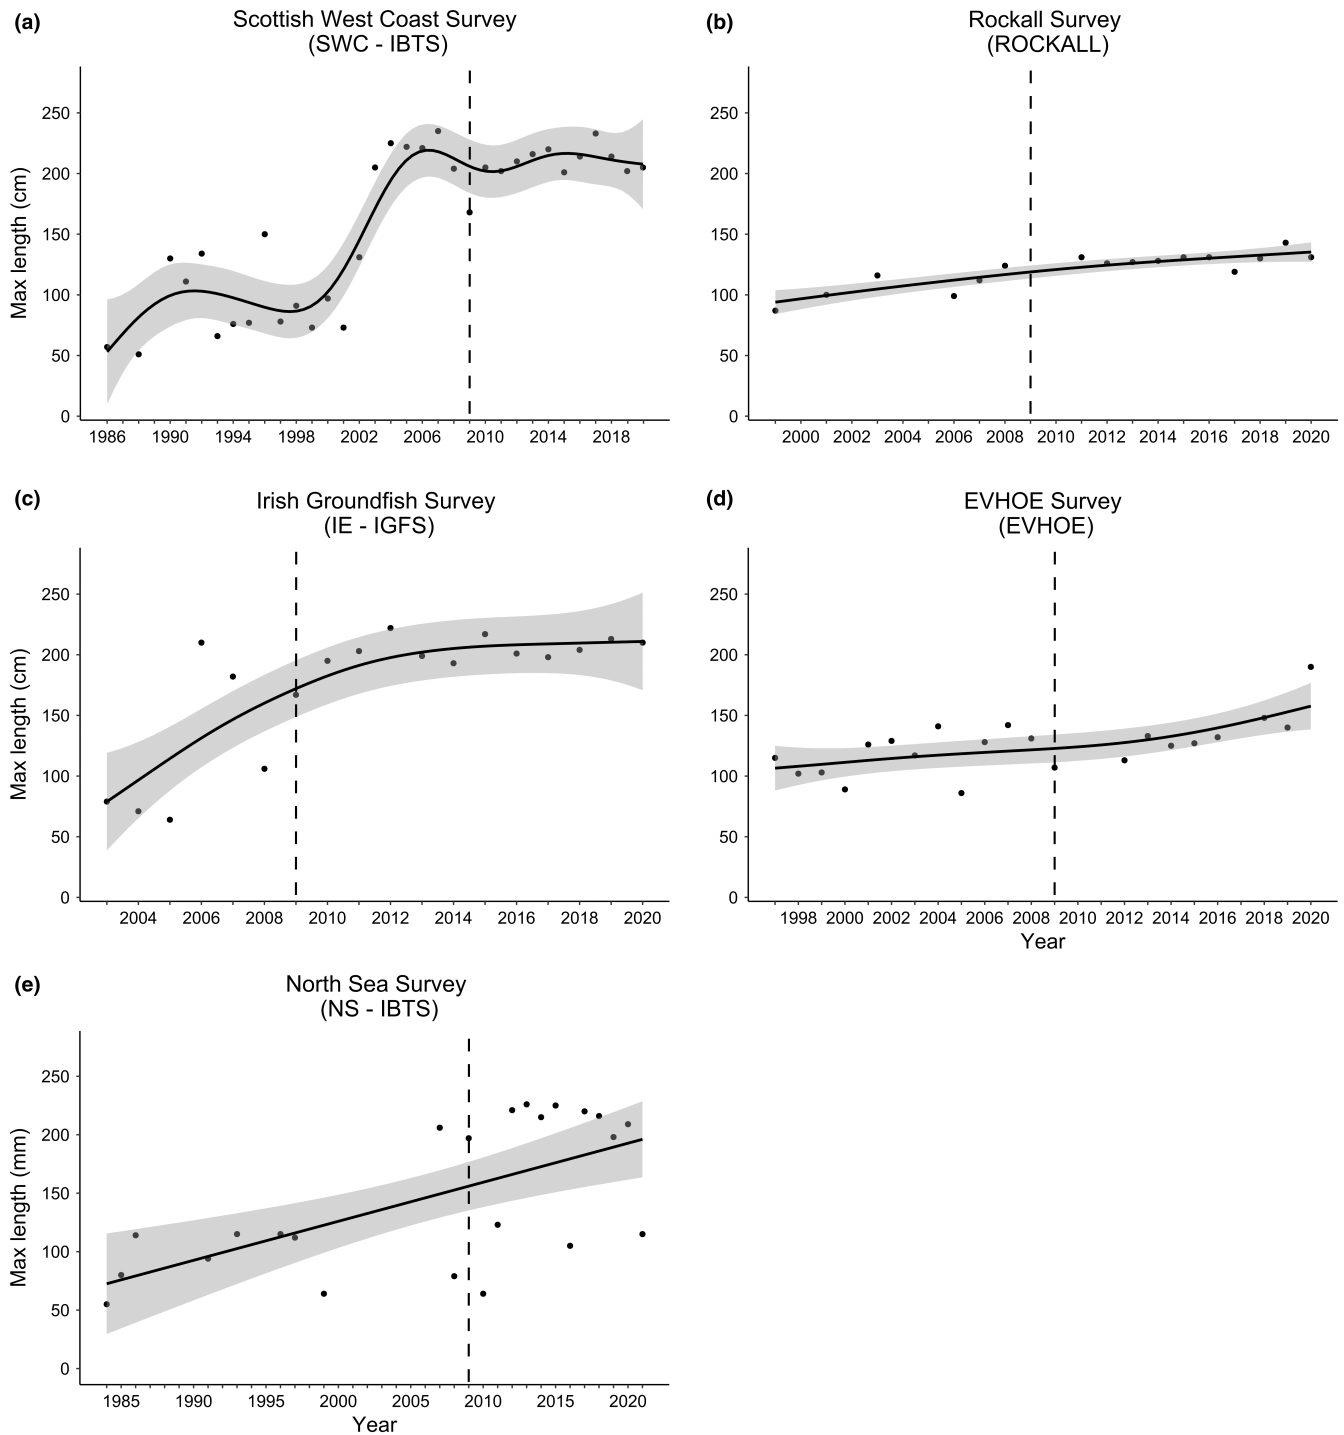 (a)
Scottish West Coast Survey
(SWC - IBTS)
Max length (cm)
250
200
150
100
50
0
1986 1990 1994 1998 2002 2006 2010 2014 2018
(b)
Rockall Survey
(ROCKALL)
250
200
150
100
50
0
2000 2002 2004 2006 2008 2010 2012 2014 2016 2018 2020
(c)
Irish Groundfish Survey
(IE - IGFS)
Max length (cm)
250
200
150
100
50
0
2004 2006 2008 2010 2012 2014 2016 2018 2020
(d)
EVHOE Survey
(EVHOE)
250
200
150
100
50
0
1998 2000 2002 2004 2006 2008 2010 2012 2014 2016 2018 2020
Year
(e)
North Sea Survey
(NS - IBTS)
Max length (mm)
250
200
150
100
50
0
1985 1990 1995 2000 2005 2010 2015 2020
Year